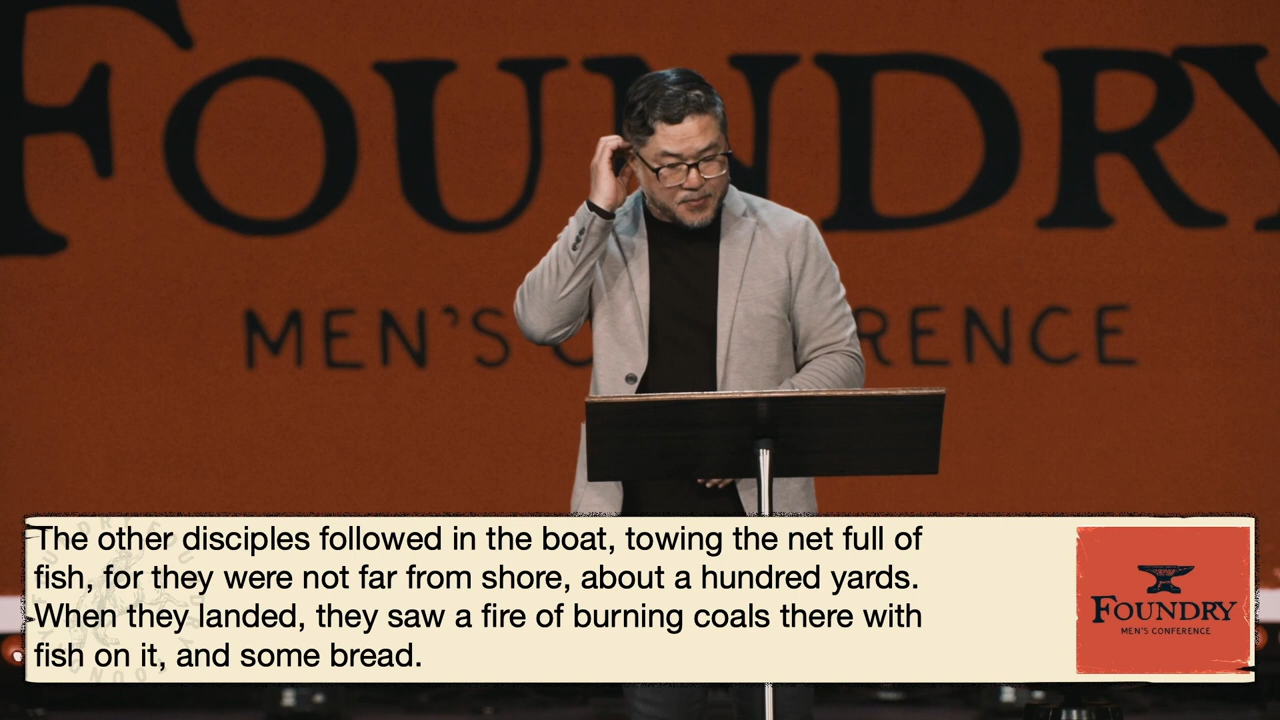 FOUNDRY
MEN'S CONFERENCE
The other disciples followed in the boat, towing the net full of
fish, for they were not far from shore, about a hundred yards.
When they landed, they saw a fire of burning coals there with
fish on it, and some bread.
FOUNDRY
MEN'S CONFERENCE